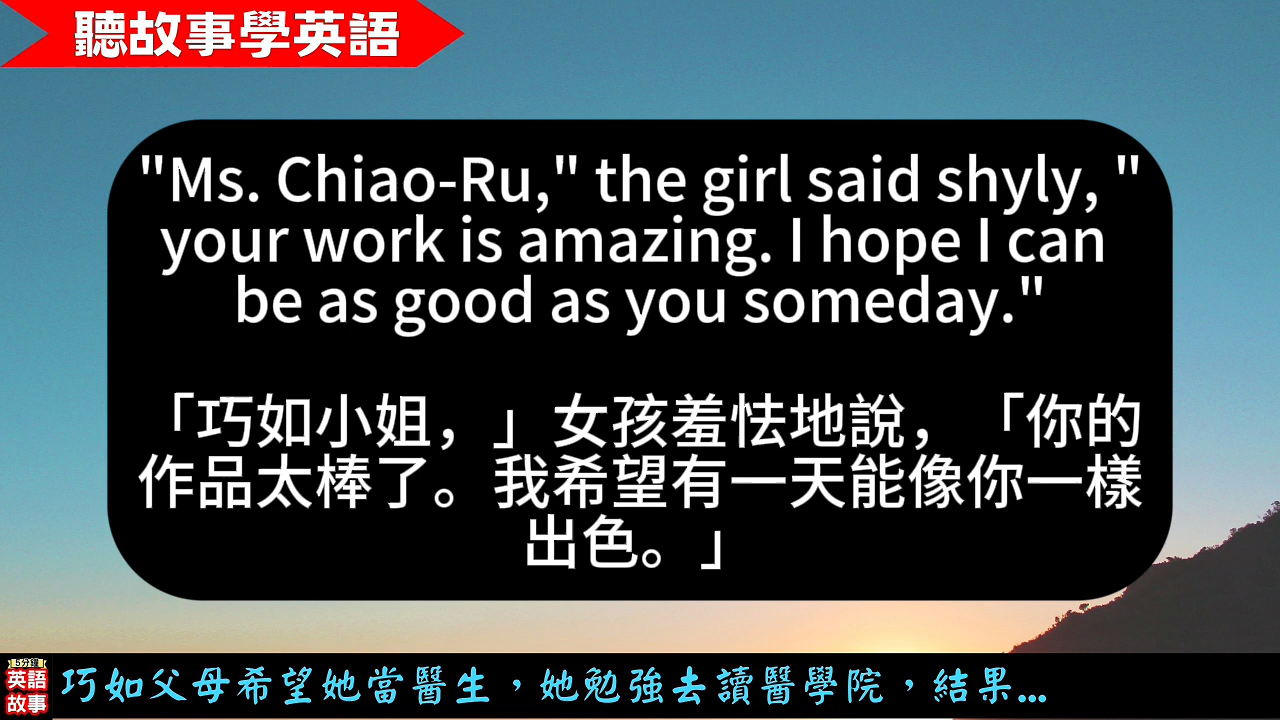 聽故事學英語
"Ms. Chiao-Ru," the girl said shyly, "
your work is amazing. I hope I can
be as good as you someday."
「巧如小姐，」女孩羞怯地說，「你的
作品太棒了。我希望有一天能像你一樣
出色。」
5分鐘
英語
故事
巧如父母希望她當醫生，她勉強去讀醫學院，結果...